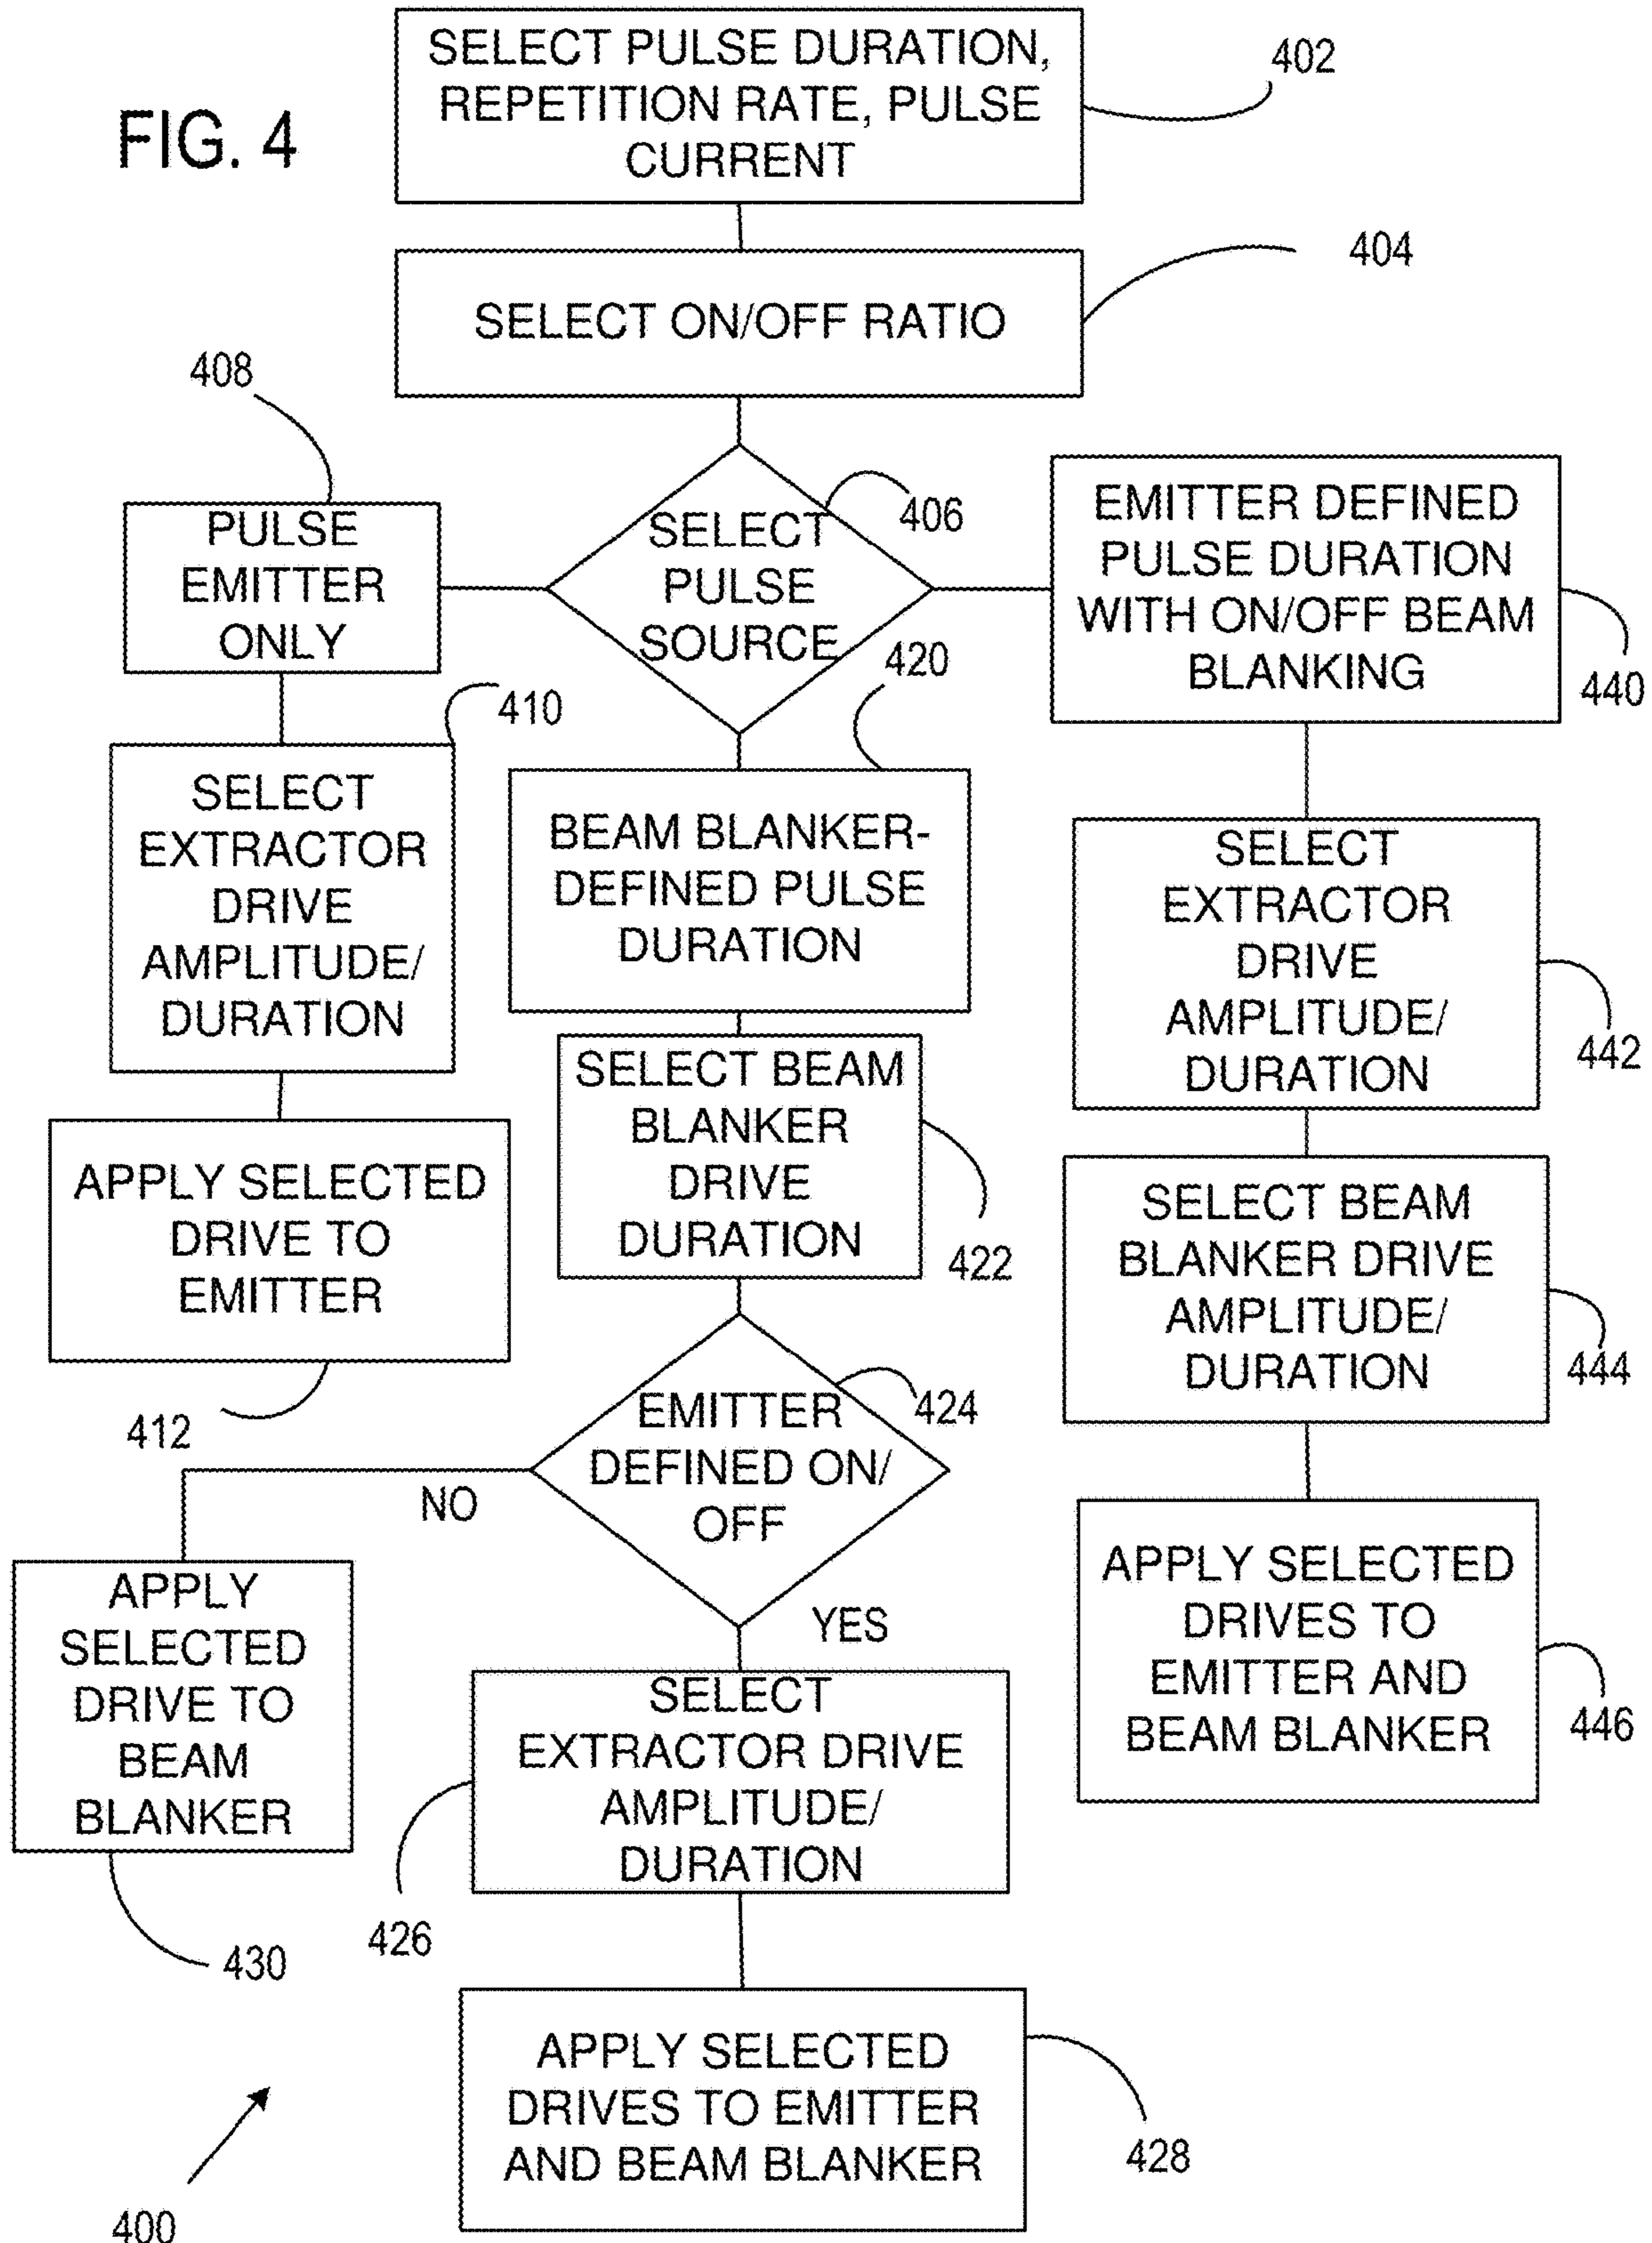 FIG. 4
SELECT PULSE DURATION,
REPETITION RATE, PULSE
CURRENT
402
SELECT ON/OFF RATIO
404
SELECT
PULSE
SOURCE
406
408
PULSE
EMITTER
ONLY
410
SELECT
EXTRACTOR
DRIVE
AMPLITUDE/
DURATION
APPLY SELECTED
DRIVE TO
EMITTER
412
420
BEAM BLANKER-
DEFINED PULSE
DURATION
SELECT BEAM
BLANKER
DRIVE
DURATION
422
EMITTER
DEFINED ON/
OFF
424
NO
YES
APPLY
SELECTED
DRIVE TO
BEAM
BLANKER
430
SELECT
EXTRACTOR DRIVE
AMPLITUDE/
DURATION
426
APPLY SELECTED
DRIVES TO EMITTER
AND BEAM BLANKER
428
EMITTER DEFINED
PULSE DURATION
WITH ON/OFF BEAM
BLANKING
440
SELECT
EXTRACTOR
DRIVE
AMPLITUDE/
DURATION
442
SELECT BEAM
BLANKER DRIVE
AMPLITUDE/
DURATION
444
APPLY SELECTED
DRIVES TO
EMITTER AND
BEAM BLANKER
446
400